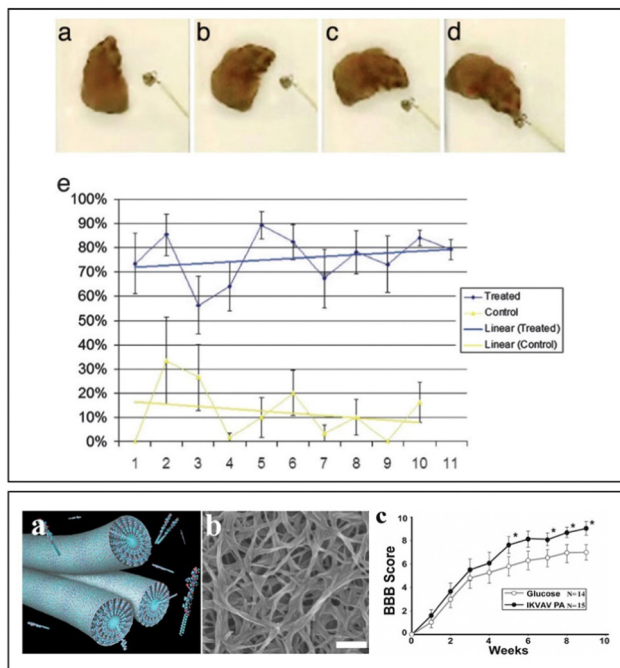 a b c d
e
100%
90%
80%
70%
60%
50%
40%
30%
20%
10%
0%
1 2 3 4 5 6 7 8 9 10 11
Treated
Control
Linear (Treated)
Linear (Control)
a b c
BBB Score
10
8
6
4
2
0
* * * *
Glucose N=14
IKVAV PA N=15
0 2 4 6 8 10
Weeks